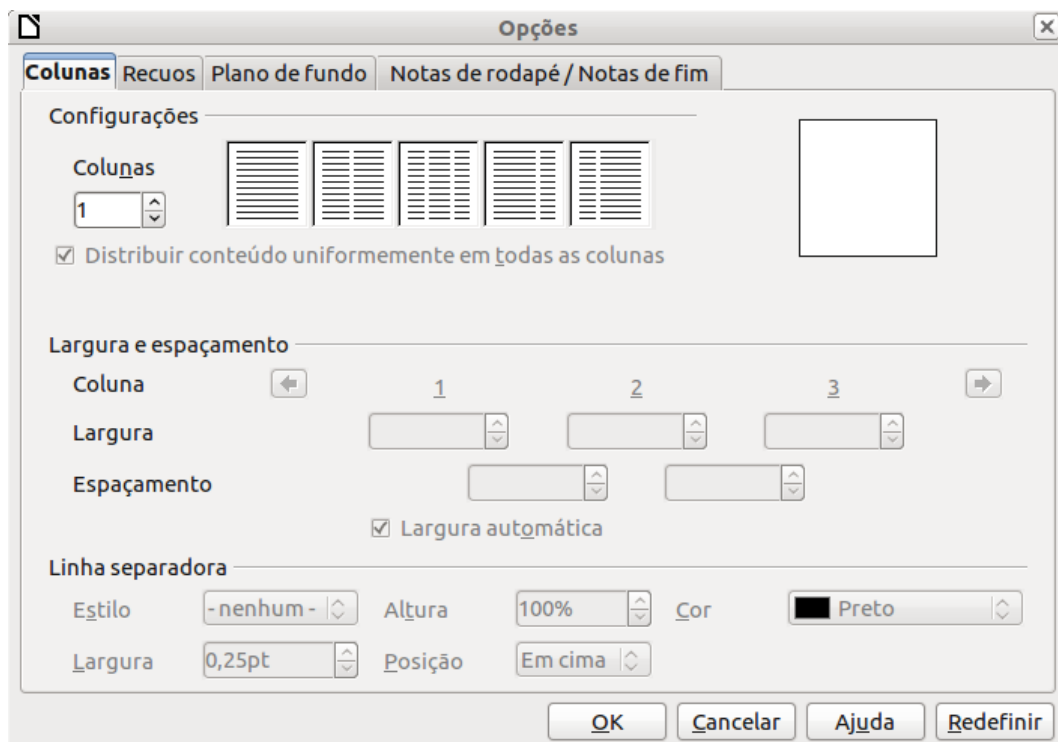 Opções
Colunas Recuos Plano de fundo Notas de rodapé / Notas de fim
Configurações
Colunas
1
Distribuir conteúdo uniformemente em todas as colunas
Largura e espaçamento
Coluna 1 2 3
Largura
Espaçamento
Largura automática
Linha separadora
Estilo - nenhum - Altura 100% Cor Preto
Largura 0,25pt Posição Em cima
OK Cancelar Ajuda Redefinir